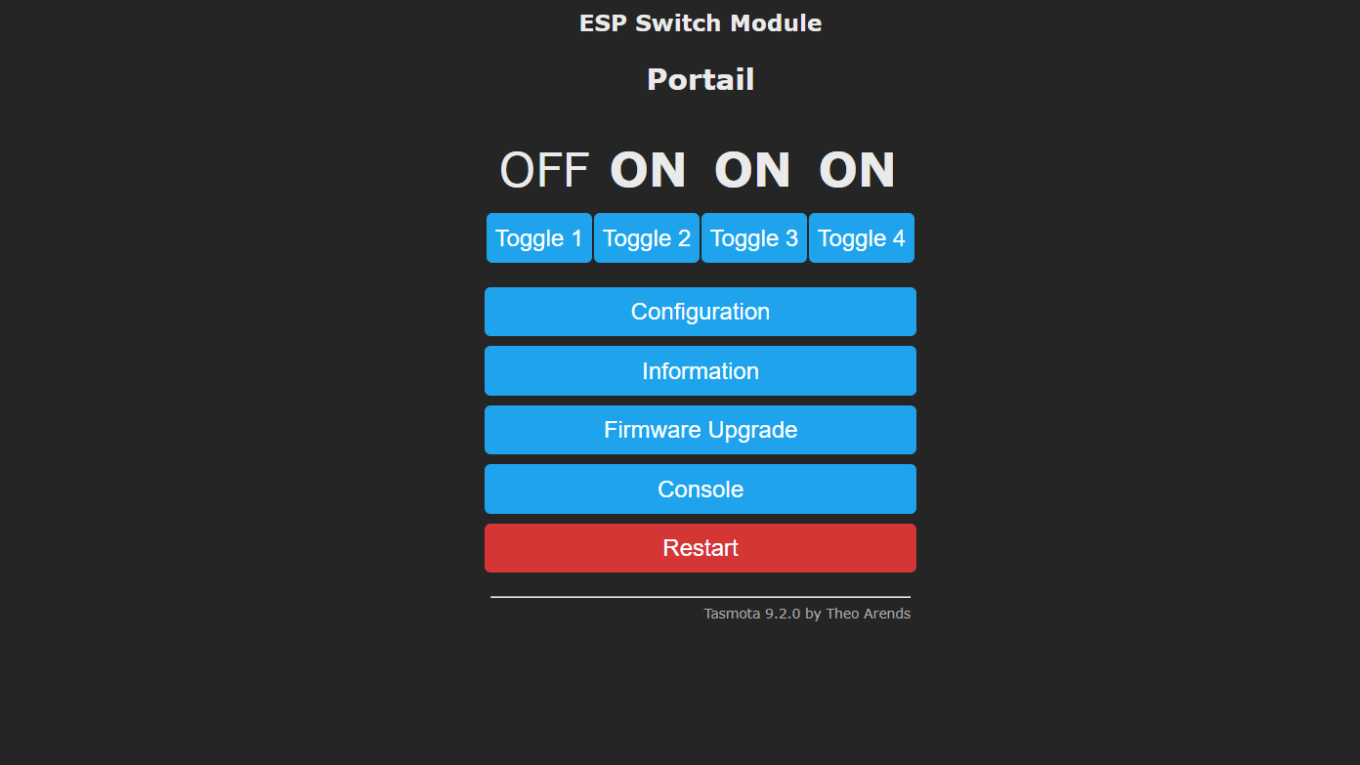 ESP Switch Module
Portail
OFF ON ON ON
Toggle 1 Toggle 2 Toggle 3 Toggle 4
Configuration
Information
Firmware Upgrade
Console
Restart
Tasmota 9.2.0 by Theo Arends